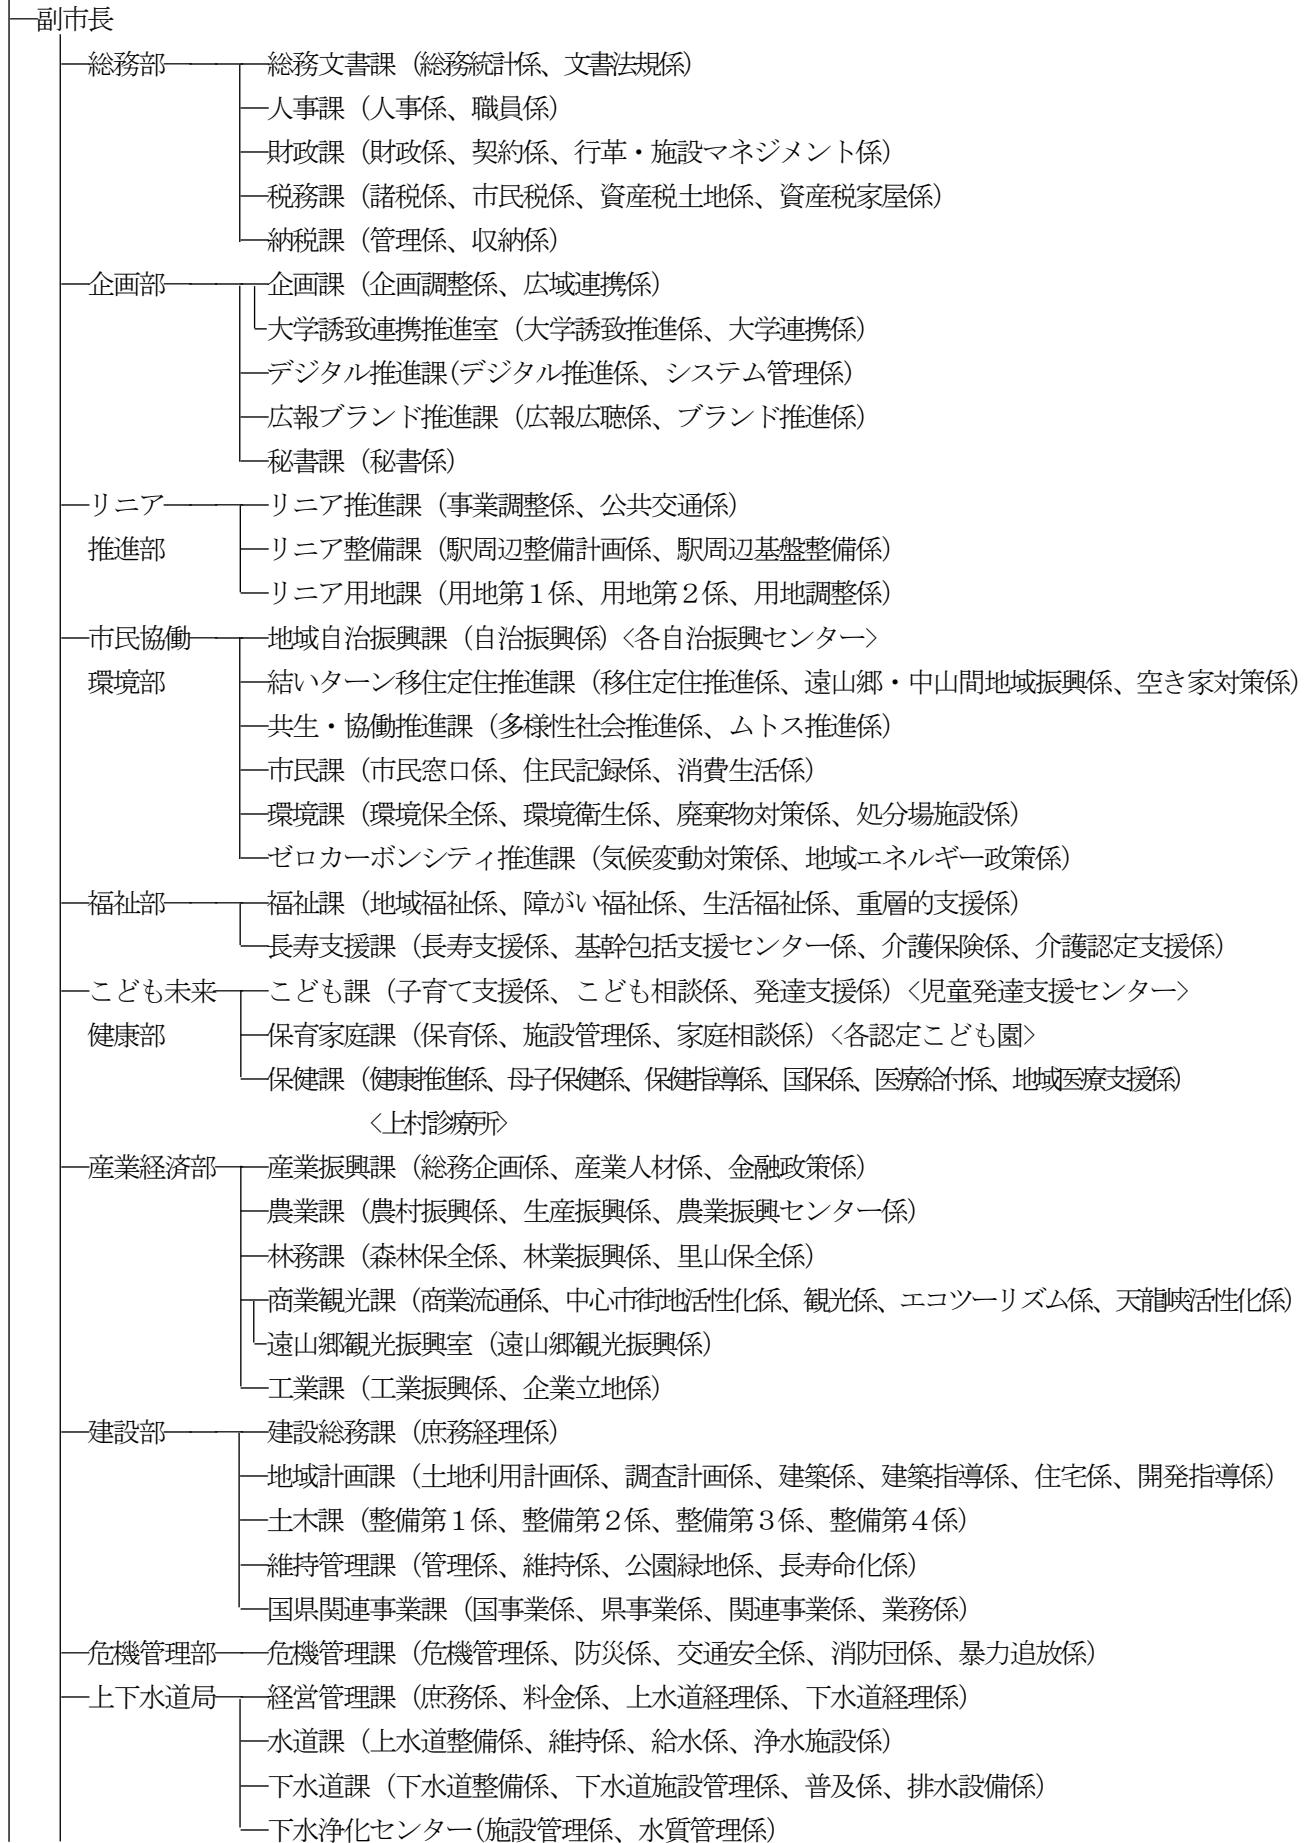 副市長
総務部 総務文書課（総務統計係、文書法規係）
人事課（人事係、職員係）
財政課（財政係、契約係、行革・施設マネジメント係）
税務課（諸税係、市民税係、資産税土地係、資産税家屋係）
納税課（管理係、収納係）
企画部 企画課（企画調整係、広域連携係）
大学誘致連携推進室（大学誘致推進係、大学連携係）
デジタル推進課(デジタル推進係、システム管理係)
広報ブランド推進課（広報広聴係、ブランド推進係）
秘書課（秘書係）
リニア リニア推進課（事業調整係、公共交通係）
推進部 リニア整備課（駅周辺整備計画係、駅周辺基盤整備係）
リニア用地課（用地第１係、用地第２係、用地調整係）
市民協働 地域自治振興課（自治振興係）〈各自治振興センター〉
環境部 結いターン移住定住推進課（移住定住推進係、遠山郷・中山間地域振興係、空き家対策係）
共生・協働推進課（多様性社会推進係、ムトス推進係）
市民課（市民窓口係、住民記録係、消費生活係）
環境課（環境保全係、環境衛生係、廃棄物対策係、処分場施設係）
ゼロカーボンシティ推進課（気候変動対策係、地域エネルギー政策係）
福祉部 福祉課（地域福祉係、障がい福祉係、生活福祉係、重層的支援係）
長寿支援課（長寿支援係、基幹包括支援センター係、介護保険係、介護認定支援係）
こども未来 こども課（子育て支援係、こども相談係、発達支援係）〈児童発達支援センター〉
健康部 保育家庭課（保育係、施設管理係、家庭相談係）〈各認定こども園〉
保健課（健康推進係、母子保健係、保健指導係、国保係、医療給付係、地域医療支援係）
〈上村診療所〉
産業経済部 産業振興課（総務企画係、産業人材係、金融政策係）
農業課（農村振興係、生産振興係、農業振興センター係）
林務課（森林保全係、林業振興係、里山保全係）
商業観光課（商業流通係、中心市街地活性化係、観光係、エコツーリズム係、天龍峡活性化係）
遠山郷観光振興室（遠山郷観光振興係）
工業課（工業振興係、企業立地係）
建設部 建設総務課（庶務経理係）
地域計画課（土地利用計画係、調査計画係、建築係、建築指導係、住宅係、開発指導係）
土木課（整備第１係、整備第２係、整備第３係、整備第４係）
維持管理課（管理係、維持係、公園緑地係、長寿命化係）
国県関連事業課（国事業係、県事業係、関連事業係、業務係）
危機管理部 危機管理課（危機管理係、防災係、交通安全係、消防団係、暴力追放係）
上下水道局 経営管理課（庶務係、料金係、上水道経理係、下水道経理係）
水道課（上水道整備係、維持係、給水係、浄水施設係）
下水道課（下水道整備係、下水道施設管理係、普及係、排水設備係）
下水浄化センター(施設管理係、水質管理係)